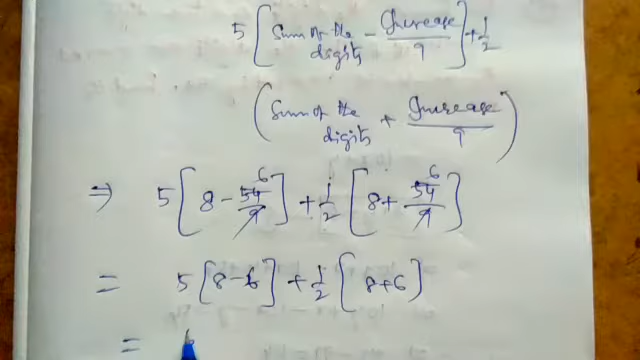 5 [ Sum of the digits - Increase/9 ] + 1/2
( Sum of the digits + Increase/9 )
⇒ 5 [ 8 - 54/9 6 ] + 1/2 [ 8 + 54/9 6 ]
= 5 [ 8-6 ] + 1/2 [ 8+6 ]
=